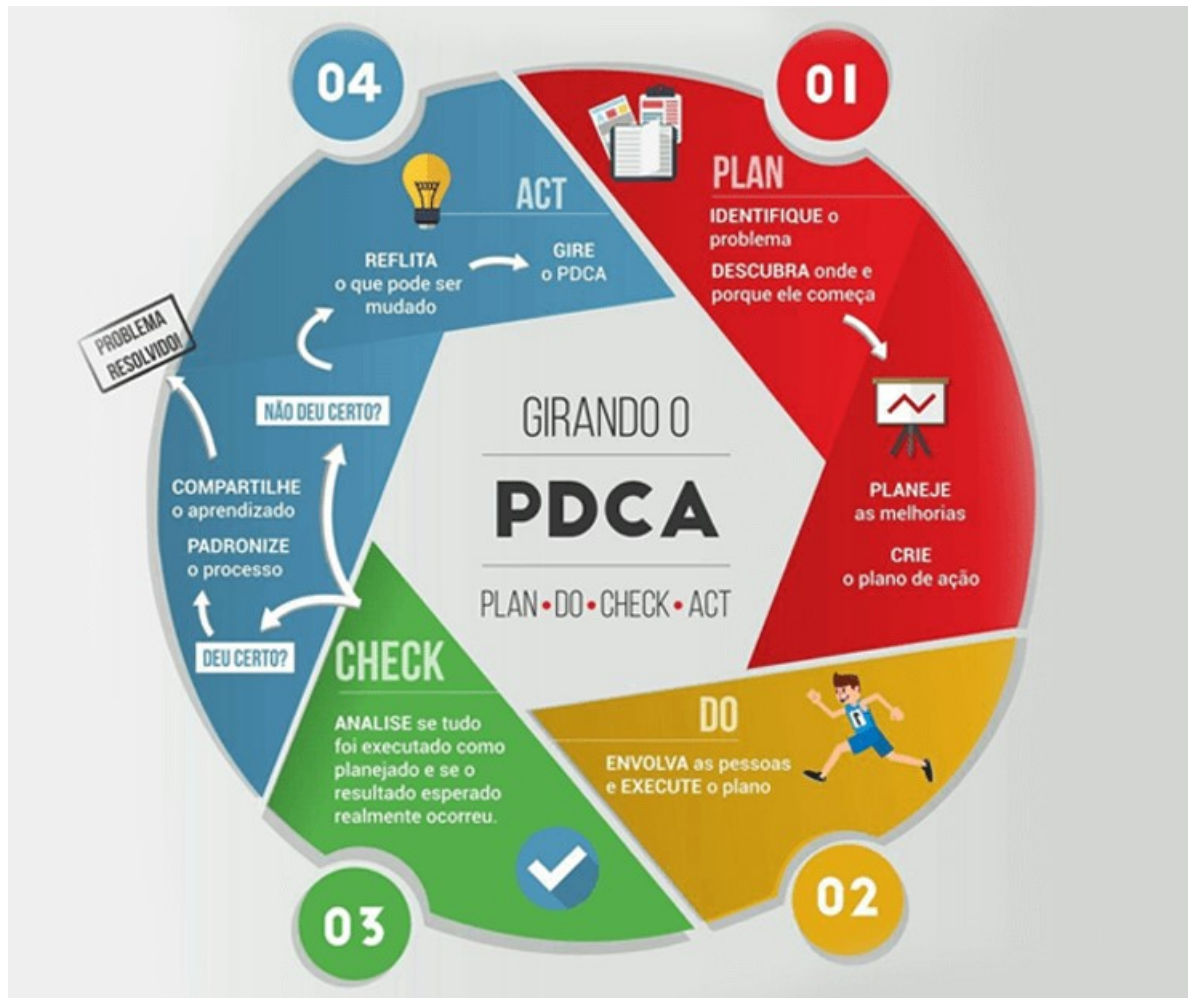 GIRANDO O
PDCA
PLAN • DO • CHECK • ACT
01
PLAN
IDENTIFIQUE o
problema
DESCUBRA onde e
porque ele começa
PLANEJE
as melhorias
CRIE
o plano de ação
02
DO
ENVOLVA as pessoas
e EXECUTE o plano
03
CHECK
ANALISE se tudo
foi executado como
planejado e se o
resultado esperado
realmente ocorreu.
04
ACT
DEU CERTO?
PADRONIZE
o processo
COMPARTILHE
o aprendizado
PROBLEMA
RESOLVIDO!
NÃO DEU CERTO?
REFLITA
o que pode ser
mudado
GIRE
o PDCA